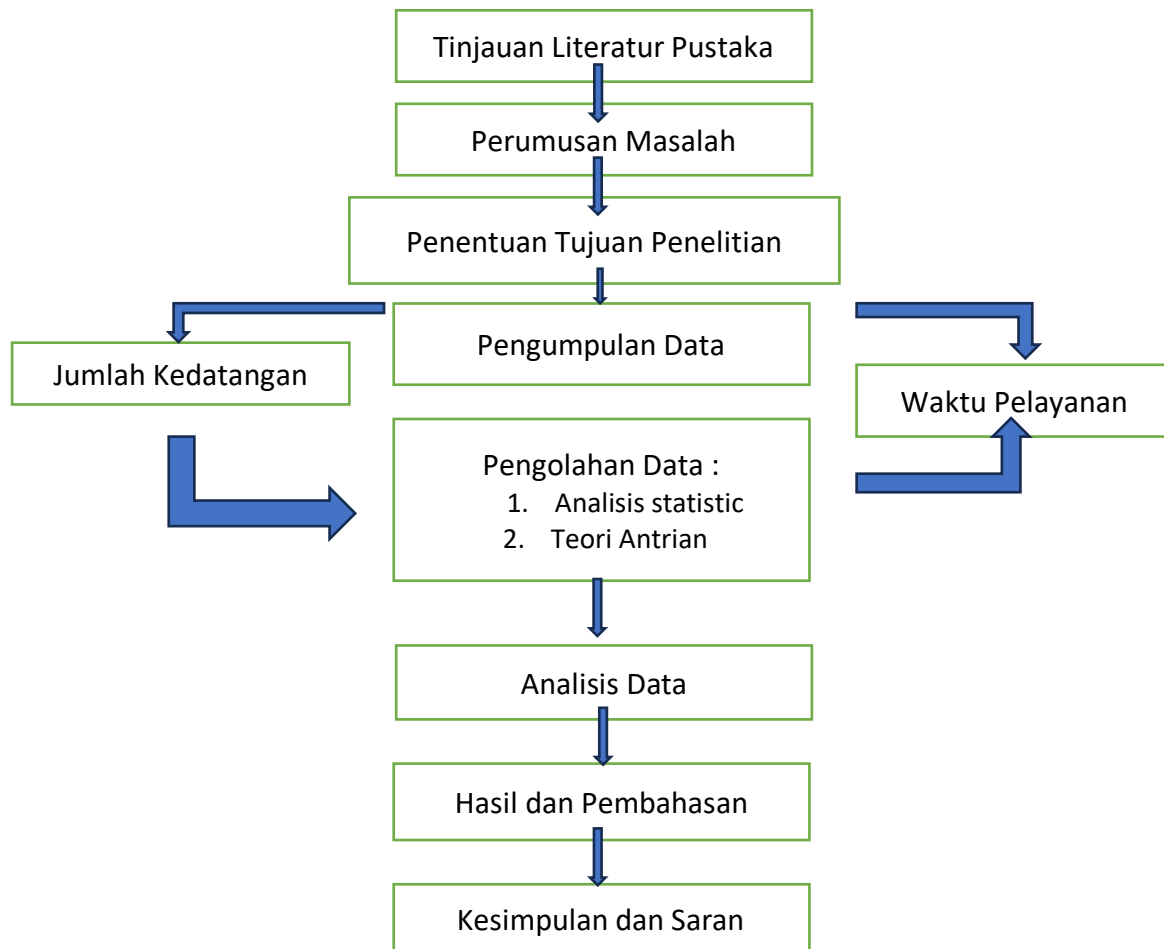 Tinjauan Literatur Pustaka
Perumusan Masalah
Penentuan Tujuan Penelitian
Pengumpulan Data
Jumlah Kedatangan
Waktu Pelayanan
Pengolahan Data :
1. Analisis statistic
2. Teori Antrian
Analisis Data
Hasil dan Pembahasan
Kesimpulan dan Saran